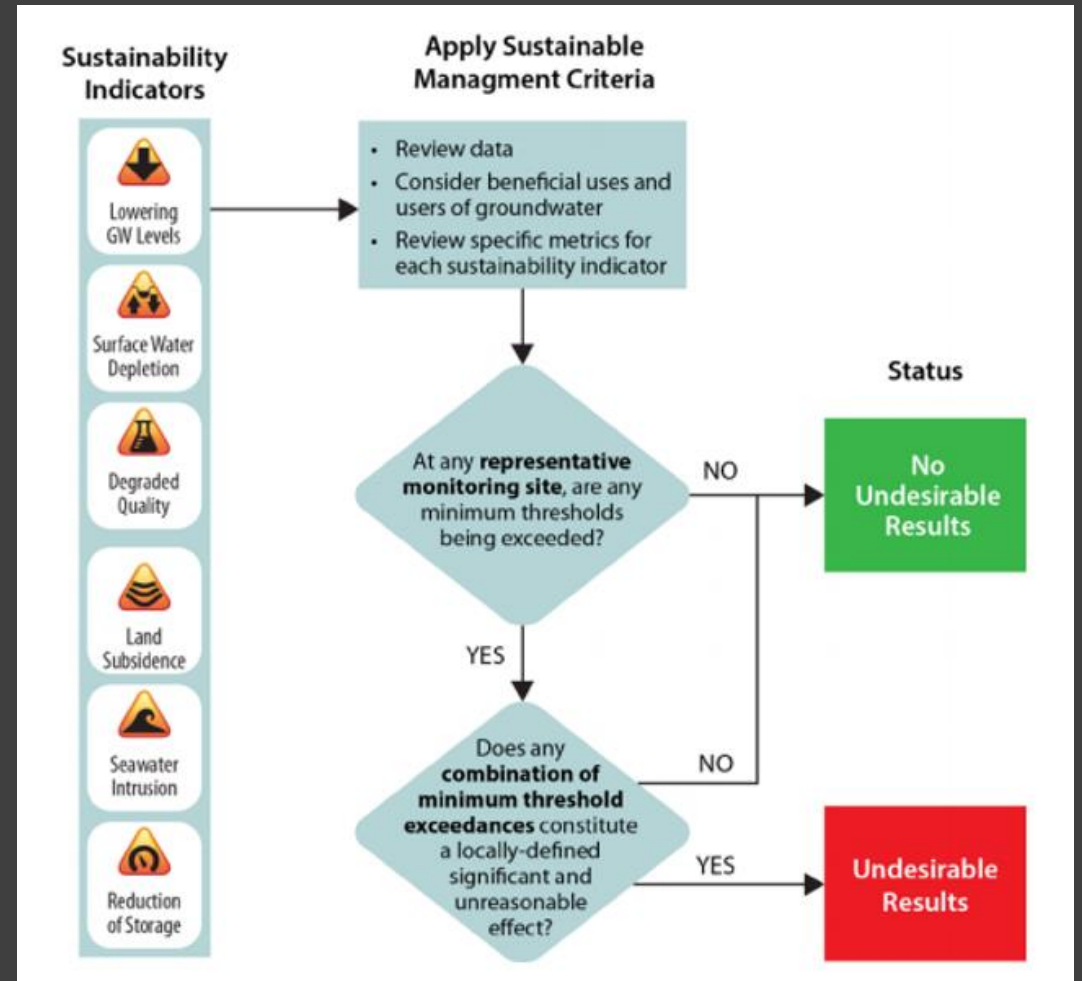 Sustainability
Indicators
Lowering
GW Levels
Surface Water
Depletion
Degraded
Quality
Land
Subsidence
Seawater
Intrusion
Reduction
of Storage
Apply Sustainable
Managment Criteria
• Review data
• Consider beneficial uses and
users of groundwater
• Review specific metrics for
each sustainability indicator
At any representative
monitoring site, are any
minimum thresholds
being exceeded?
NO
YES
Does any
combination of
minimum threshold
exceedances constitute
a locally-defined
significant and
unreasonable
effect?
NO
YES
Status
No
Undesirable
Results
Undesirable
Results